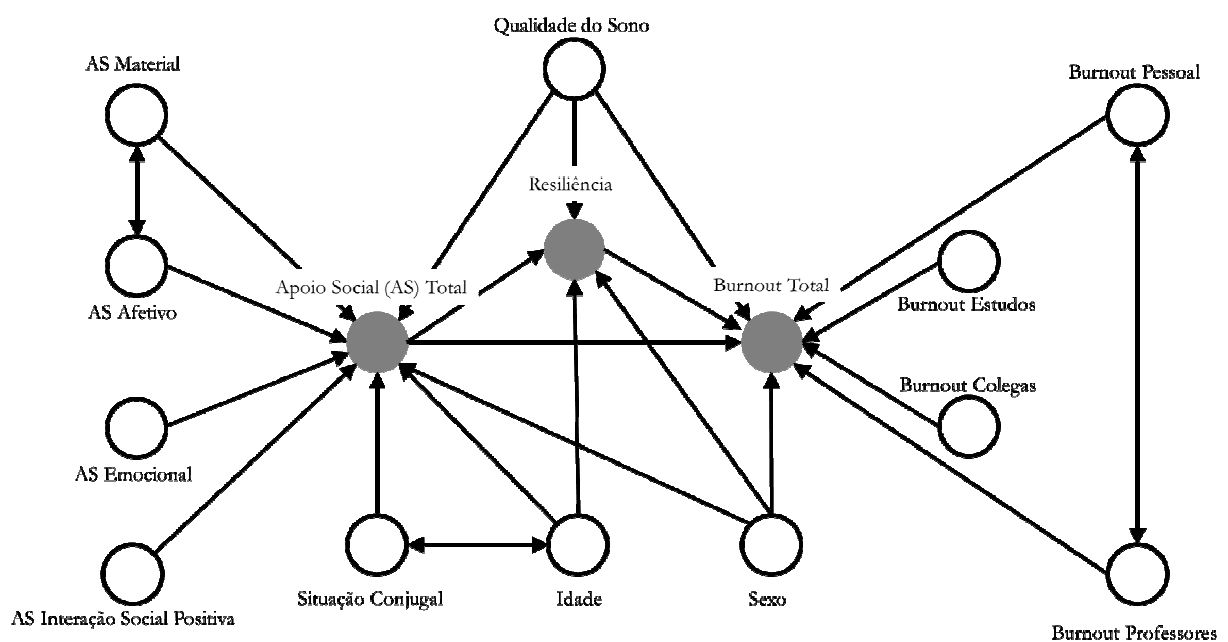 Qualidade do Sono
AS Material
Burnout Pessoal
Resiliência
Apoio Social (AS) Total
Burnout Total
AS Afetivo
Burnout Estudos
Burnout Colegas
AS Emocional
Situação Conjugal
Idade
Sexo
AS Interação Social Positiva
Burnout Professores